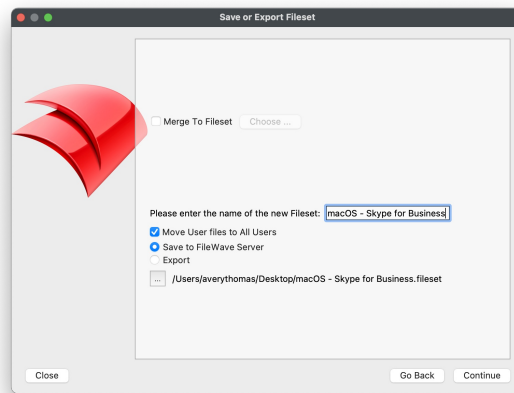 Save or Export Fileset
Merge To Fileset Choose ...
Please enter the name of the new Fileset: macOS - Skype for Business
Move User files to All Users
Save to FileWave Server
Export
... /Users/averythomas/Desktop/macOS - Skype for Business.fileset
Close Go Back Continue